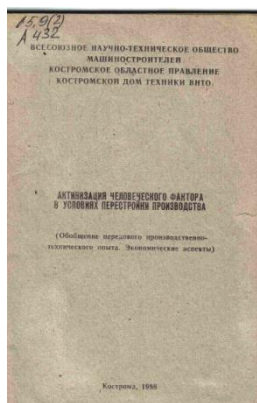 15,9(2)
А 432
ВСЕСОЮЗНОЕ НАУЧНО-ТЕХНИЧЕСКОЕ ОБЩЕСТВО
МАШИНОСТРОИТЕЛЕЙ
КОСТРОМСКОЕ ОБЛАСТНОЕ ПРАВЛЕНИЕ
КОСТРОМСКОЙ ДОМ ТЕХНИКИ ВНТО
АКТИВИЗАЦИЯ ЧЕЛОВЕЧЕСКОГО ФАКТОРА
В УСЛОВИЯХ ПЕРЕСТРОЙКИ ПРОИЗВОДСТВА
(Обобщение передового производственно-
технического опыта. Экономические аспекты)
Кострома, 1988